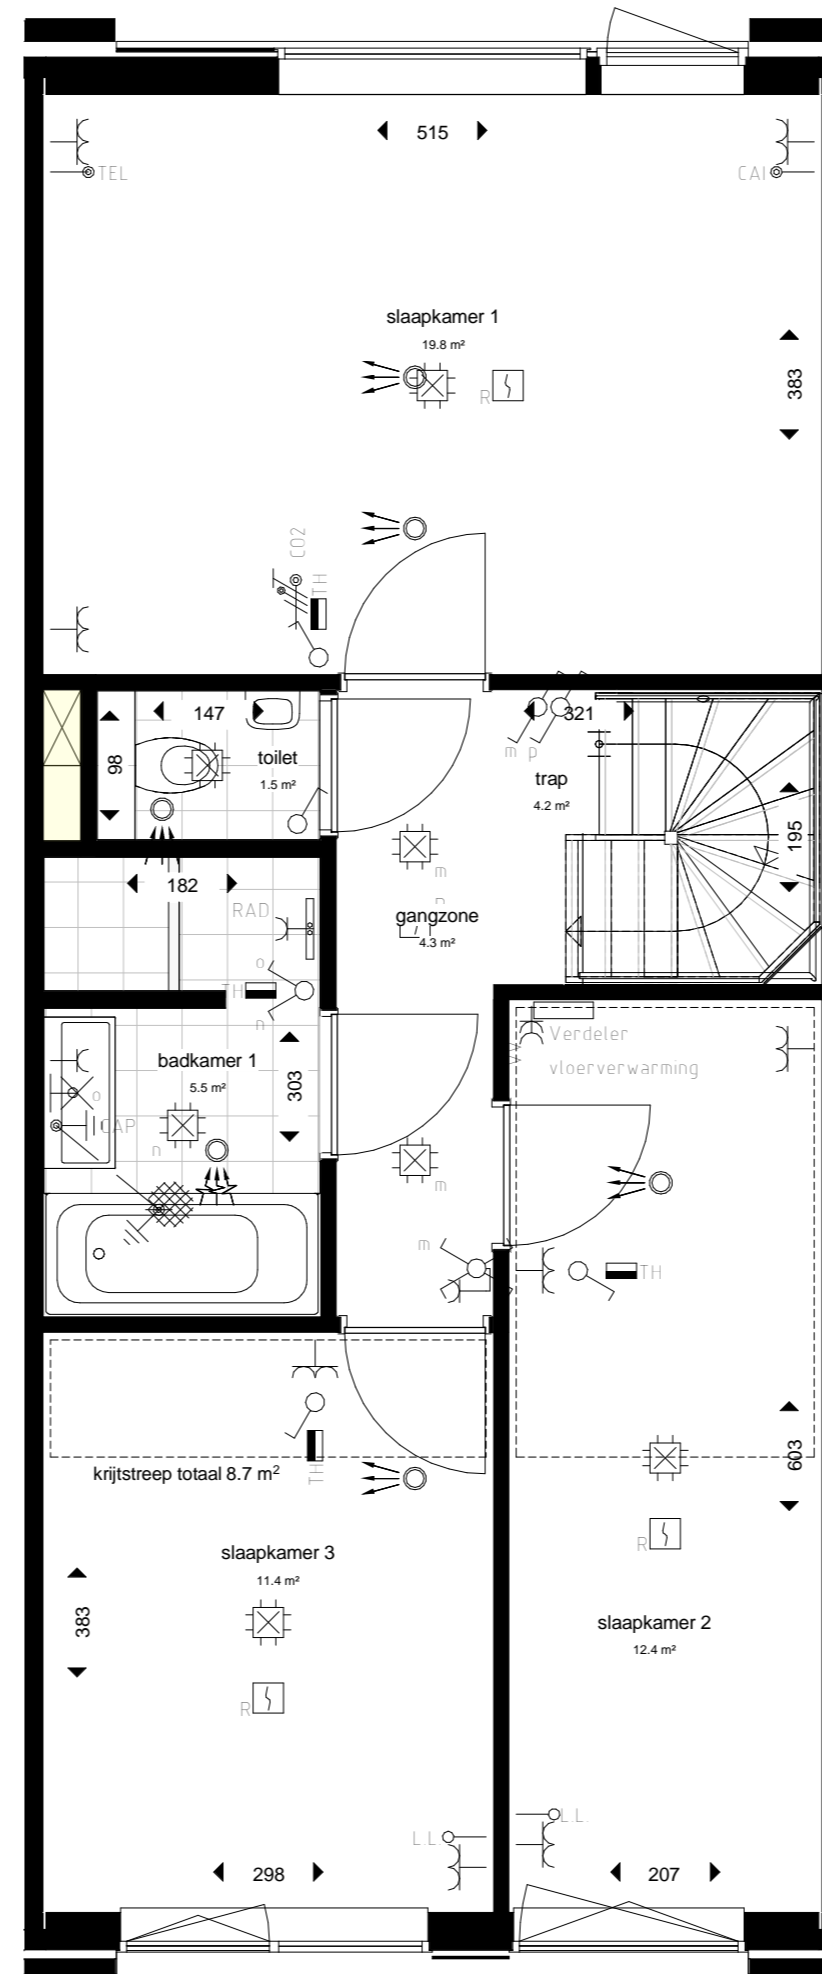 515
TEL
CAI
slaapkamer 1
19.8 m²
383
R
CO2
TH
147
321
98
toilet
1.5 m²
m p
trap
4.2 m²
195
182
m
RAD
gangzone
4.3 m²
o
TH
n
Verdeler
vloerverwarming
badkamer 1
5.5 m²
303
o
CAP
n
m
m
TH
603
krijtstreep totaal 8.7 m²
TH
slaapkamer 3
11.4 m²
R
383
slaapkamer 2
12.4 m²
R
L.L.
L.L.
298
207